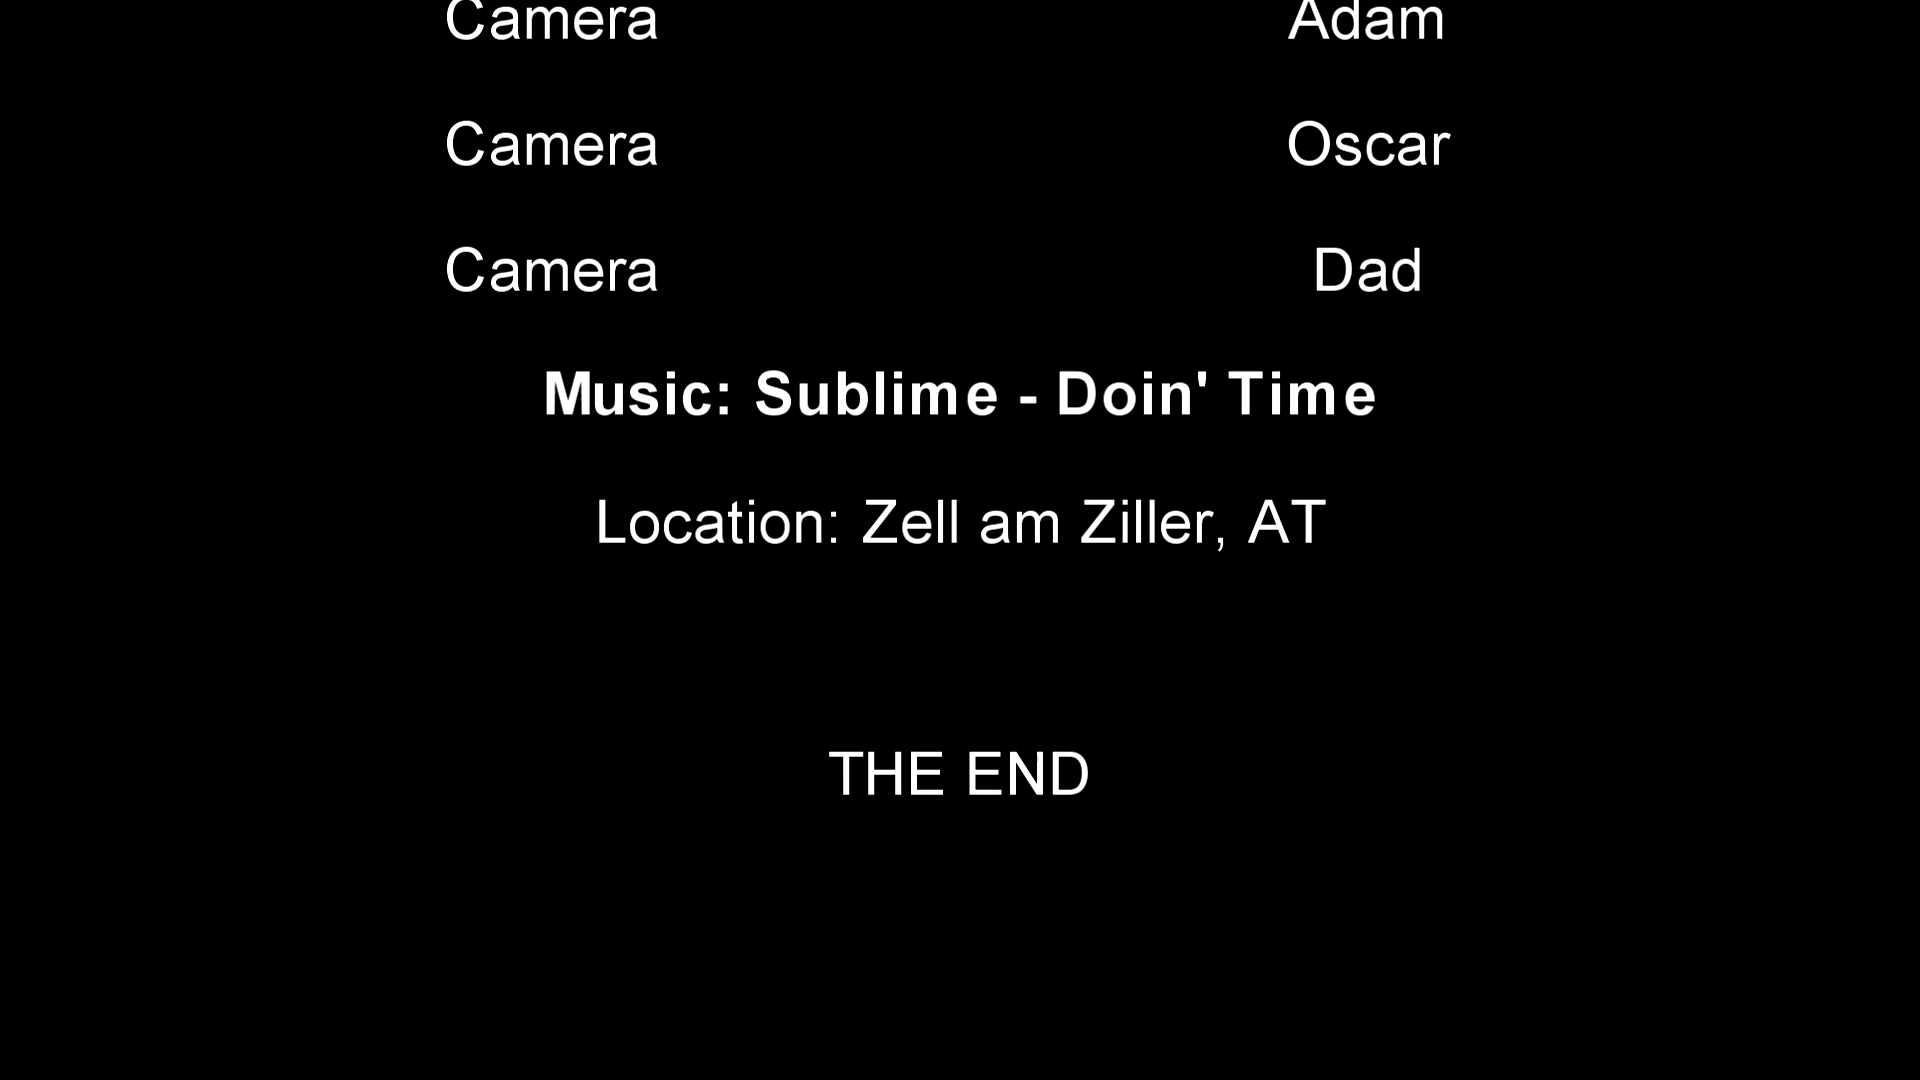 Camera Adam
Camera Oscar
Camera Dad
Music: Sublime - Doin' Time
Location: Zell am Ziller, AT
THE END